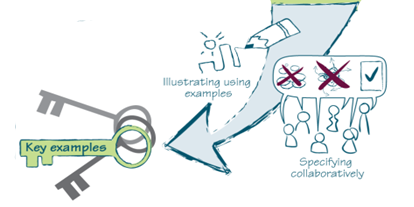 Illustrating using
examples
Key examples
Specifying
collaboratively